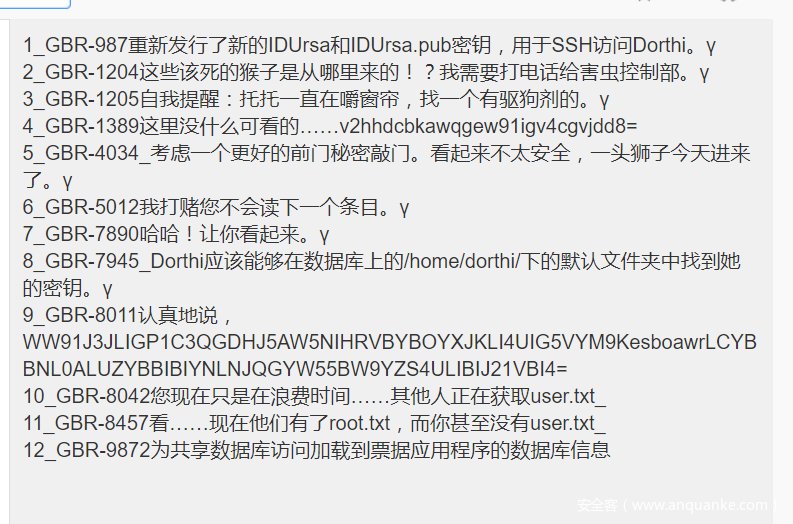 1_GBR-987重新发行了新的IDUrsa和IDUrsa.pub密钥，用于SSH访问Dorthi。γ
2_GBR-1204这些该死的猴子是从哪里来的！？我需要打电话给害虫控制部。γ
3_GBR-1205自我提醒：托托一直在嚼窗帘，找一个有驱狗剂的。γ
4_GBR-1389这里没什么可看的……v2hhdcbkawqgew91igv4cgvjdd8=
5_GBR-4034_考虑一个更好的前门秘密敲门。看起来不太安全，一头狮子今天进来
了。γ
6_GBR-5012我打赌您不会读下一个条目。γ
7_GBR-7890哈哈！让你看起来。γ
8_GBR-7945_Dorthi应该能够在数据库上的/home/dorthi/下的默认文件夹中找到她
的密钥。γ
9_GBR-8011认真地说，
WW91J3JLIGP1C3QGDHJ5AW5NIHRVBYBOYXJKLI4UIG5VYM9KesboawrLCYB
BNL0ALUZYBBIBIYNLNJQGYW55BW9YZS4ULIBIJ21VBI4=
10_GBR-8042您现在只是在浪费时间……其他人正在获取user.txt_
11_GBR-8457看……现在他们有了root.txt，而你甚至没有user.txt_
12_GBR-9872为共享数据库访问加载到票据应用程序的数据库信息
安全客（www.anquanke.com）